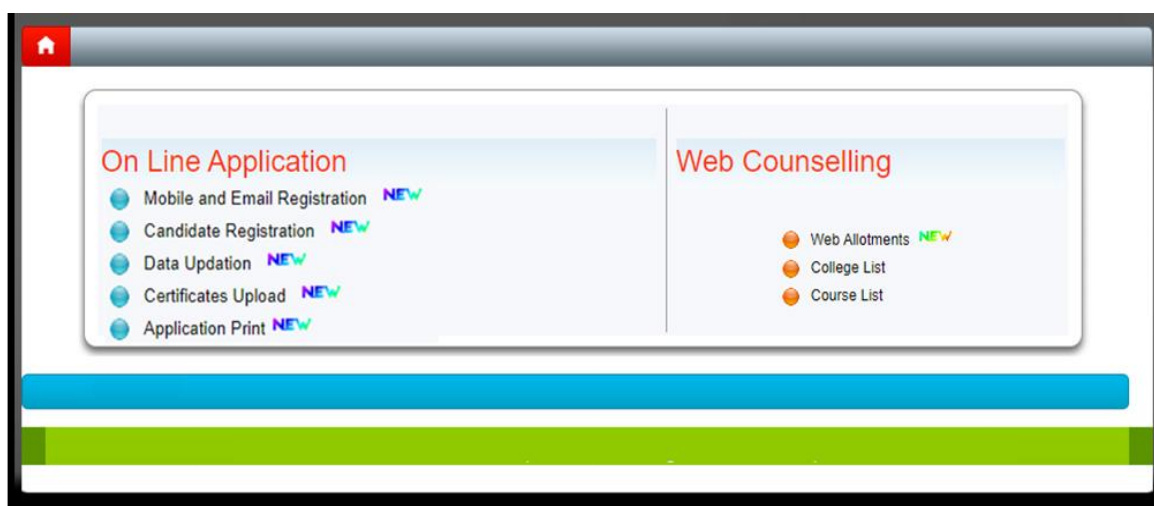 On Line Application
Mobile and Email Registration NEW
Candidate Registration NEW
Data Updation NEW
Certificates Upload NEW
Application Print NEW
Web Counselling
Web Allotments NEW
College List
Course List